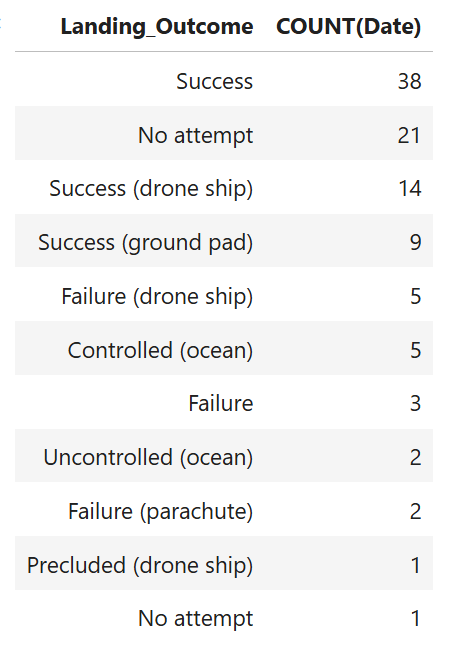 Landing_Outcome COUNT(Date)
Success 38
No attempt 21
Success (drone ship) 14
Success (ground pad) 9
Failure (drone ship) 5
Controlled (ocean) 5
Failure 3
Uncontrolled (ocean) 2
Failure (parachute) 2
Precluded (drone ship) 1
No attempt 1